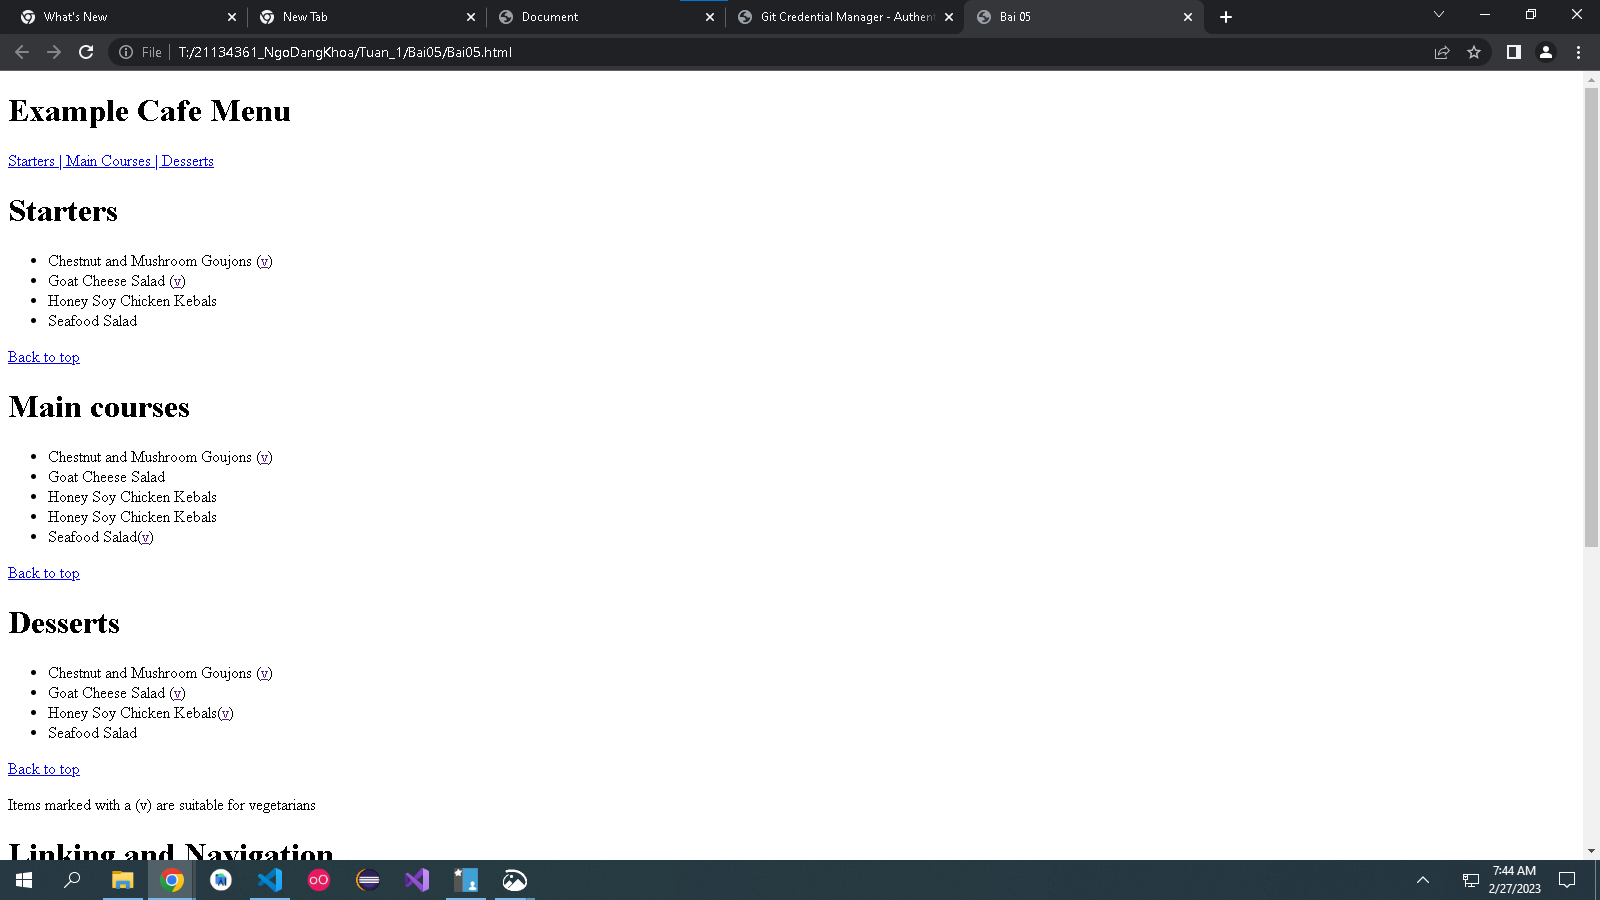 What's New
New Tab
Document
Git Credential Manager - Authent
Bai 05
File
T:/21134361_NgoDangKhoa/Tuan_1/Bai05/Bai05.html
Example Cafe Menu
Starters | Main Courses | Desserts
Starters
Chestnut and Mushroom Goujons (v)
Goat Cheese Salad (v)
Honey Soy Chicken Kebals
Seafood Salad
Back to top
Main courses
Chestnut and Mushroom Goujons (v)
Goat Cheese Salad
Honey Soy Chicken Kebals
Honey Soy Chicken Kebals
Seafood Salad(v)
Back to top
Desserts
Chestnut and Mushroom Goujons (v)
Goat Cheese Salad (v)
Honey Soy Chicken Kebals(v)
Seafood Salad
Back to top
Items marked with a (v) are suitable for vegetarians
Linking and Navigation
7:44 AM
2/27/2023